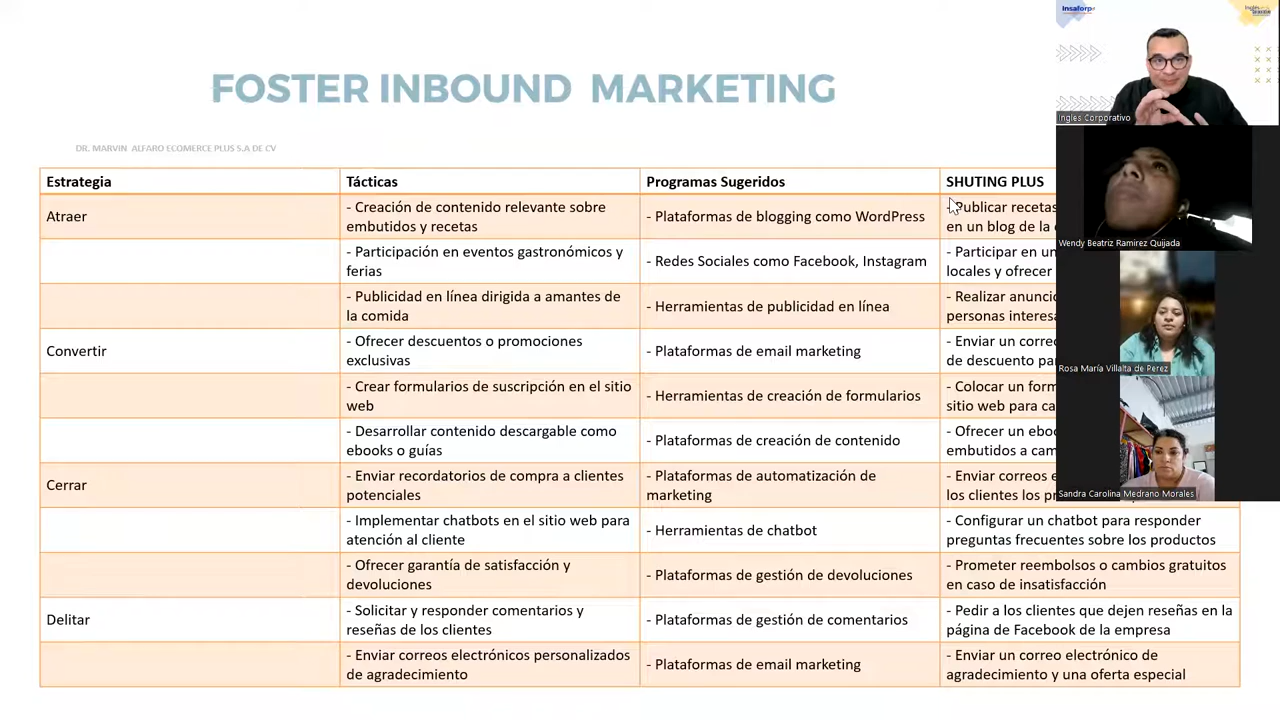 insaforp
FOSTER INBOUND MARKETING
Ingles Corporativo
DR. MARVIN ALFARO ECOMERCE PLUS S.A DE CV
Estrategia
Tácticas
Programas Sugeridos
SHUTING PLUS
Atraer
- Creación de contenido relevante sobre
embutidos y recetas
- Plataformas de blogging como WordPress
- Publicar recetas
en un blog de la
- Participación en eventos gastronómicos y
ferias
- Redes Sociales como Facebook, Instagram
- Participar en
locales y ofrecer
Wendy Beatriz Ramirez Quijada
- Publicidad en línea dirigida a amantes de
la comida
- Herramientas de publicidad en línea
- Realizar
personas
Convertir
- Ofrecer descuentos o promociones
exclusivas
- Plataformas de email marketing
- Enviar un
de descuento
Rosa María Villalta de Perez
- Crear formularios de suscripción en el sitio
web
- Herramientas de creación de formularios
- Colocar un
sitio web para
- Desarrollar contenido descargable como
ebooks o guías
- Plataformas de creación de contenido
- Ofrecer un
embutidos a
Cerrar
- Enviar recordatorios de compra a clientes
potenciales
- Plataformas de automatización de
marketing
- Enviar correos
los clientes los
Sandra Carolina Medrano Morales
- Implementar chatbots en el sitio web para
atención al cliente
- Herramientas de chatbot
- Configurar un chatbot para responder
preguntas frecuentes sobre los productos
- Ofrecer garantía de satisfacción y
devoluciones
- Plataformas de gestión de devoluciones
- Prometer reembolsos o cambios gratuitos
en caso de insatisfacción
Delitar
- Solicitar y responder comentarios y
reseñas de los clientes
- Plataformas de gestión de comentarios
- Pedir a los clientes que dejen reseñas en la
página de Facebook de la empresa
- Enviar correos electrónicos personalizados
de agradecimiento
- Plataformas de email marketing
- Enviar un correo electrónico de
agradecimiento y una oferta especial